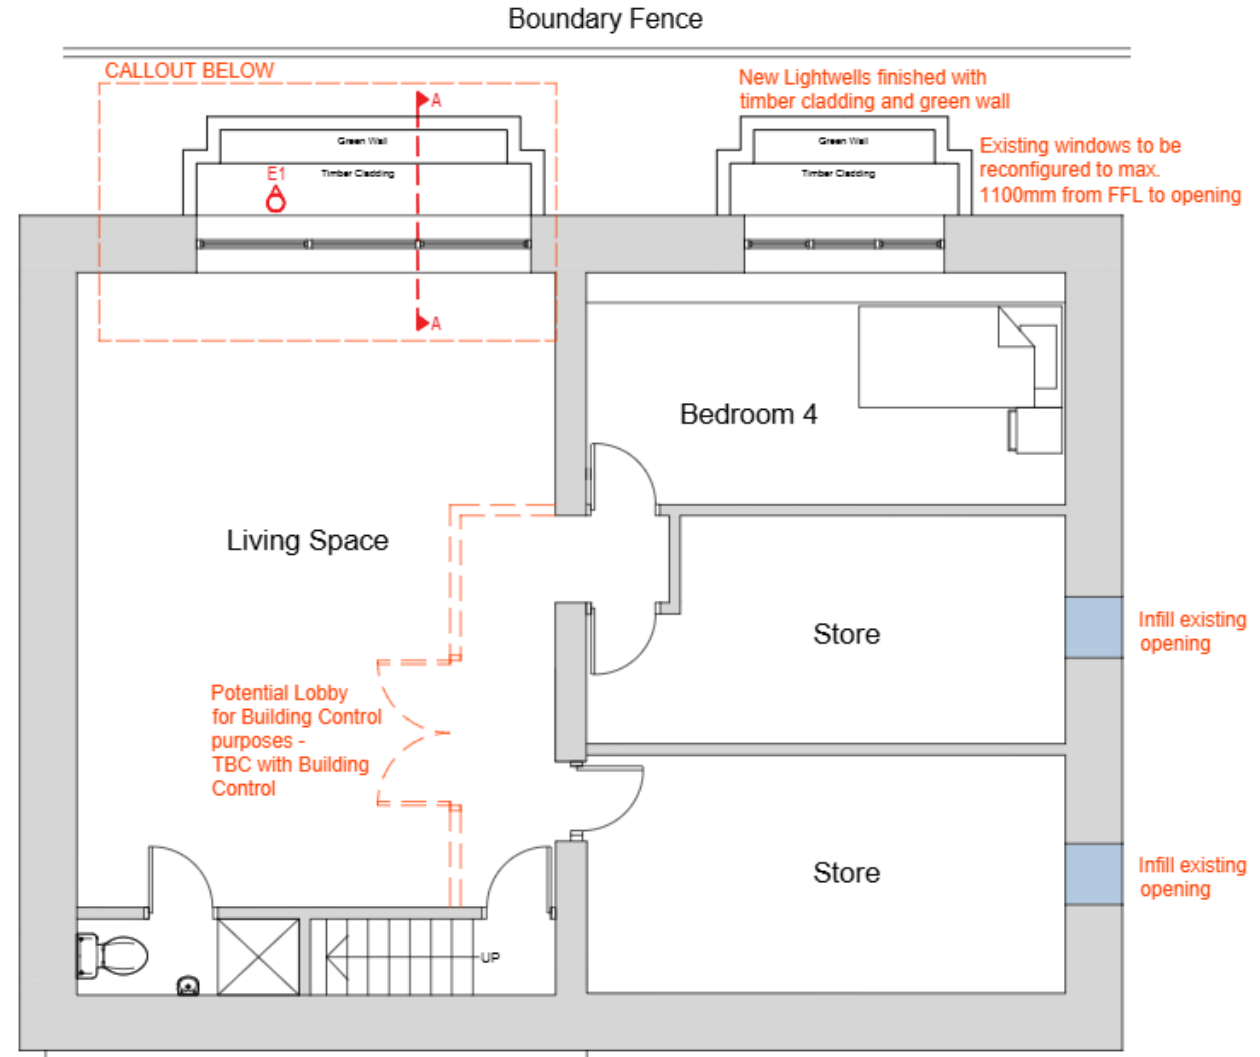 Boundary Fence
CALLOUT BELOW
A
New Lightwells finished with
timber cladding and green wall
Green Wall
Timber Cladding
E1
Green Wall
Timber Cladding
Existing windows to be
reconfigured to max.
1100mm from FFL to opening
A
Bedroom 4
Living Space
Store
Infill existing
opening
Potential Lobby
for Building Control
purposes -
TBC with Building
Control
Store
Infill existing
opening
UP